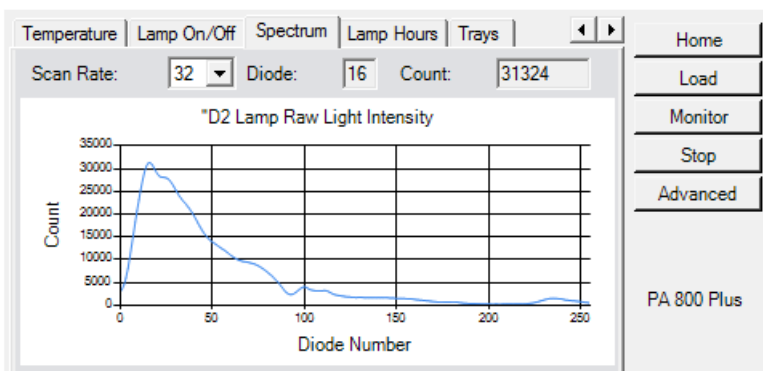 Temperature Lamp On/Off Spectrum Lamp Hours Trays
Scan Rate: 32 Diode: 16 Count: 31324
"D2 Lamp Raw Light Intensity
35000
30000
25000
20000
15000
10000
5000
0
Count
0 50 100 150 200 250
Diode Number
Home
Load
Monitor
Stop
Advanced
PA 800 Plus